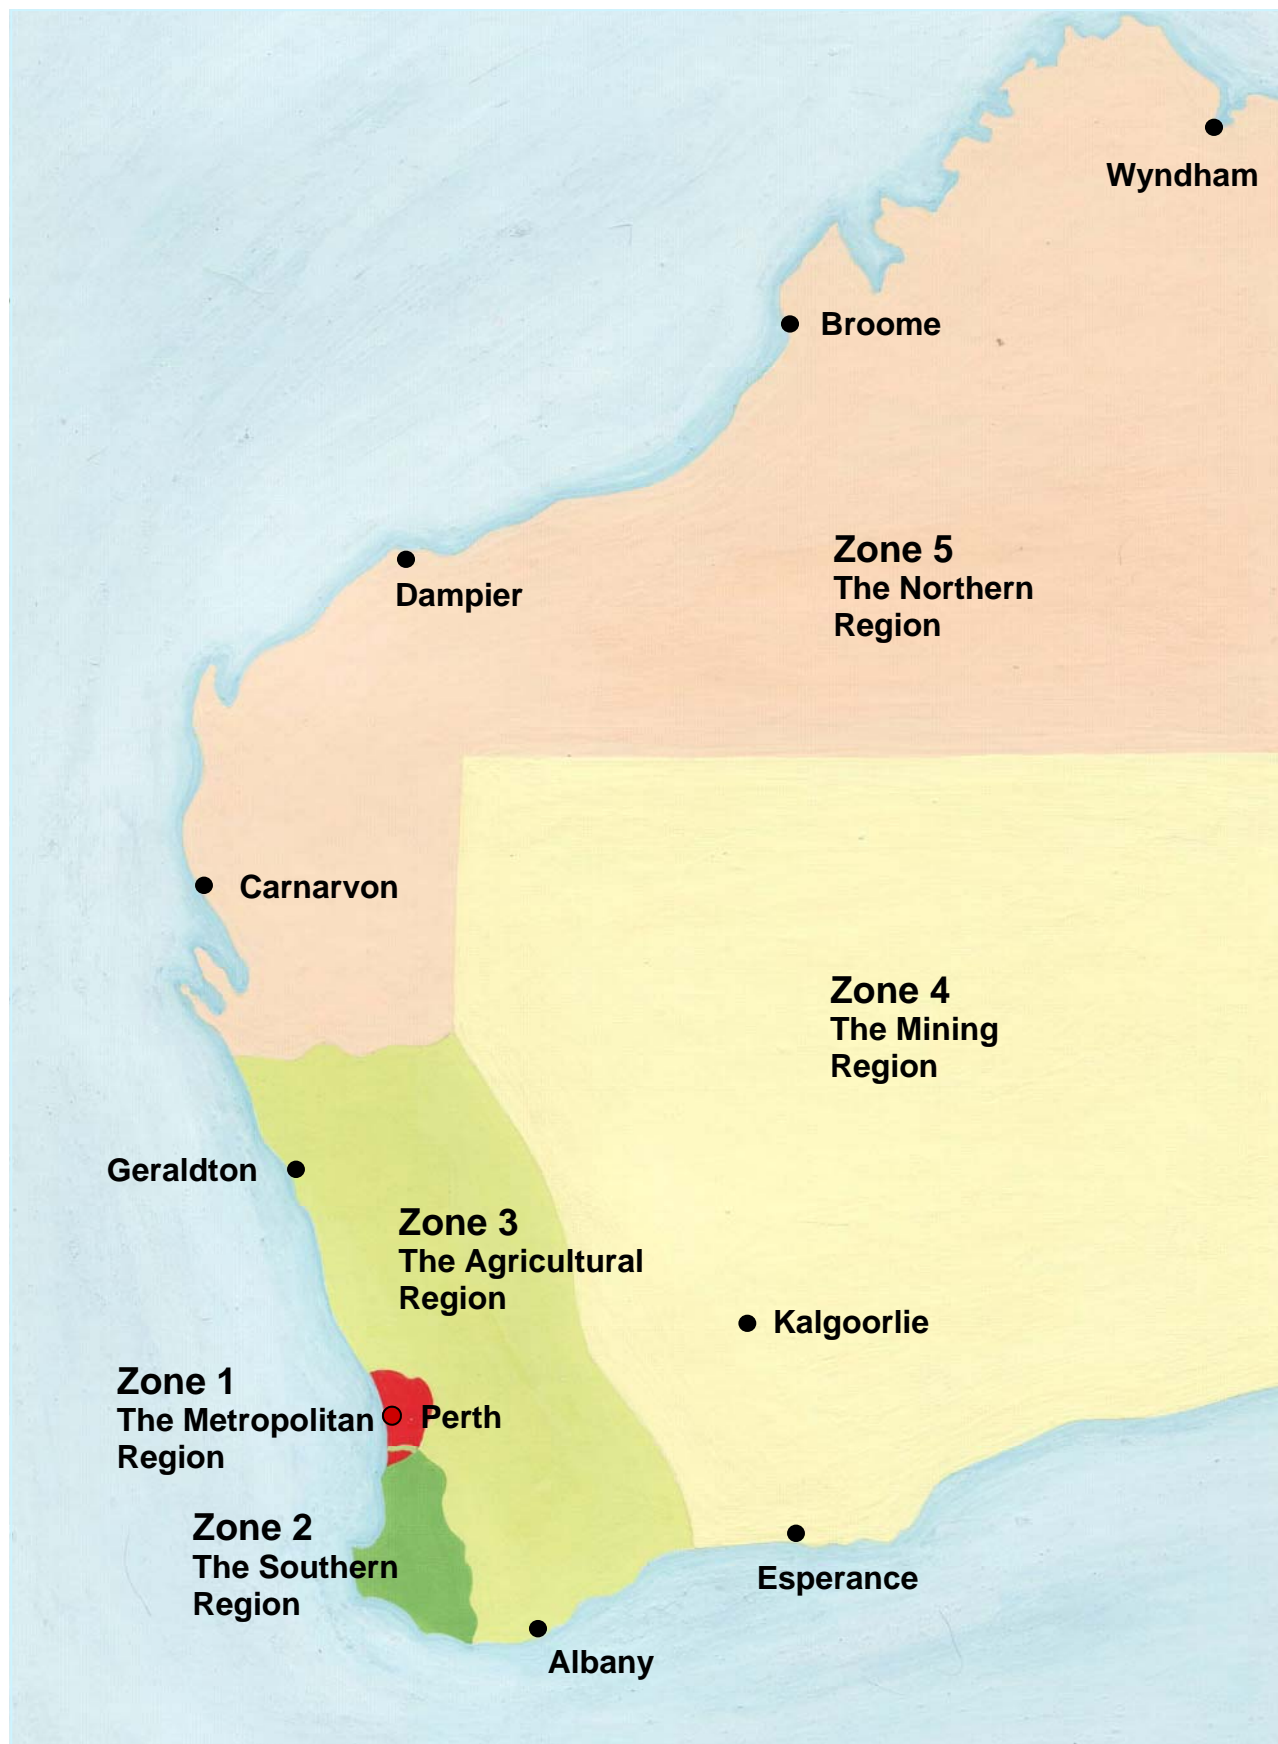 Wyndham
Broome
Zone 5
The Northern
Region
Dampier
Carnarvon
Zone 4
The Mining
Region
Geraldton
Zone 3
The Agricultural
Region
Kalgoorlie
Zone 1
The Metropolitan
Region
Perth
Zone 2
The Southern
Region
Esperance
Albany